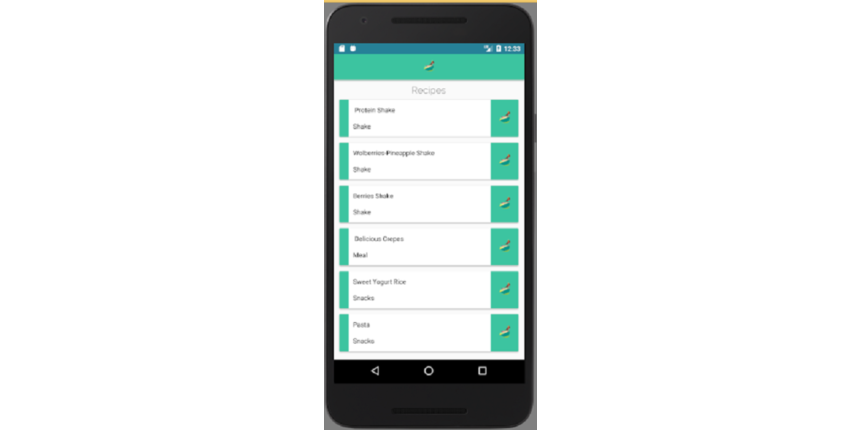 12:33
Recipes
Protein Shake
Shake
Wolberries-Pineapple Shake
Shake
Berries Shake
Shake
Delicious Crepes
Meal
Sweet Yogurt Rice
Snacks
Pasta
Snacks